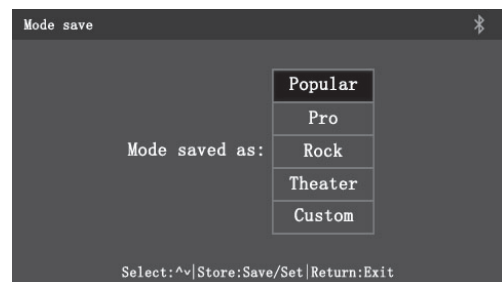 Mode save
Popular
Pro
Mode saved as: Rock
Theater
Custom
Select:^v|Store:Save/Set|Return:Exit